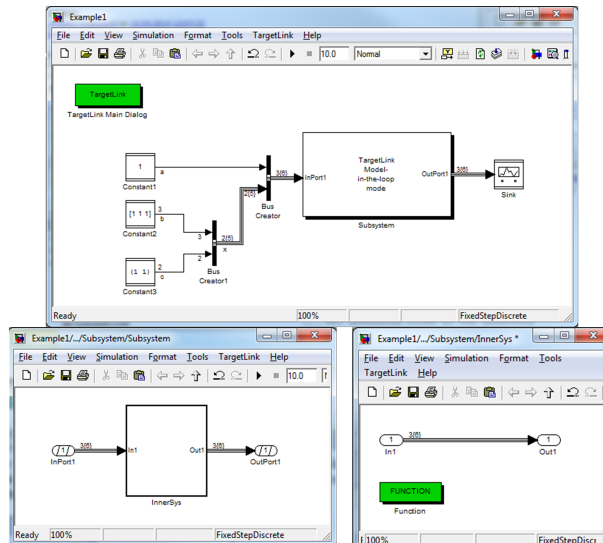 Example1
File Edit View Simulation Format Tools TargetLink Help
10.0 Normal
TargetLink
TargetLink Main Dialog
1
Constant1
a
[1 1 1]
Constant2
3
b
(1 1)
Constant3
2
c
3
2
Bus
Creator1
2{5}
x
2{5}
Bus
Creator
3{6}
InPort1
TargetLink
Model-
in-the-loop
mode
OutPort1
Subsystem
3{6}
Sink
Ready 100% FixedStepDiscrete
Example1/.../Subsystem/Subsystem
File Edit View Simulation Format Tools TargetLink Help
10.0
/1/
InPort1
3{6}
In1
Out1
InnerSys
3{6}
/1/
OutPort1
Ready 100% FixedStepDiscrete
Example1/.../Subsystem/InnerSys *
File Edit View Simulation Format Tools
TargetLink Help
1
In1
3{6}
1
Out1
FUNCTION
Function
100% FixedStepDiscr